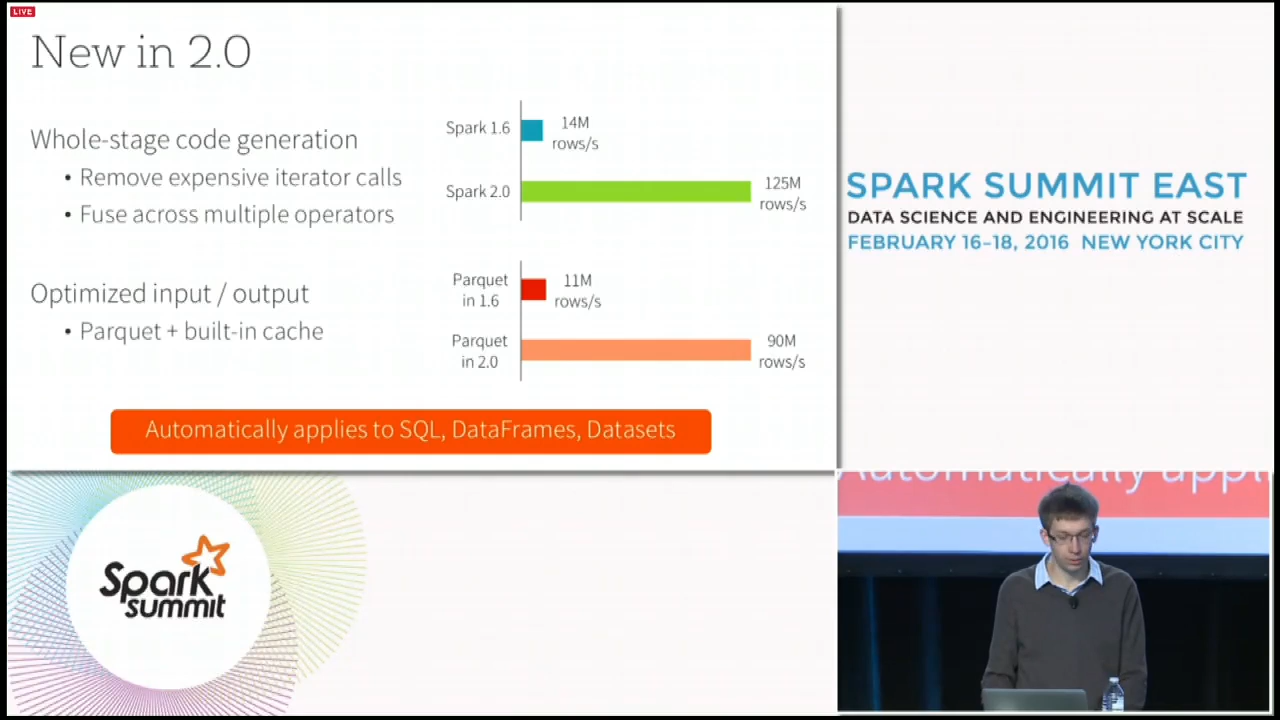 LIVE
New in 2.0
Whole-stage code generation
• Remove expensive iterator calls
• Fuse across multiple operators
Optimized input / output
• Parquet + built-in cache
Spark 1.6
14M
rows/s
Spark 2.0
125M
rows/s
Parquet
in 1.6
11M
rows/s
Parquet
in 2.0
90M
rows/s
Automatically applies to SQL, DataFrames, Datasets
SPARK SUMMIT EAST
DATA SCIENCE AND ENGINEERING AT SCALE
FEBRUARY 16–18, 2016 NEW YORK CITY
Spark
summit
Automatically appli